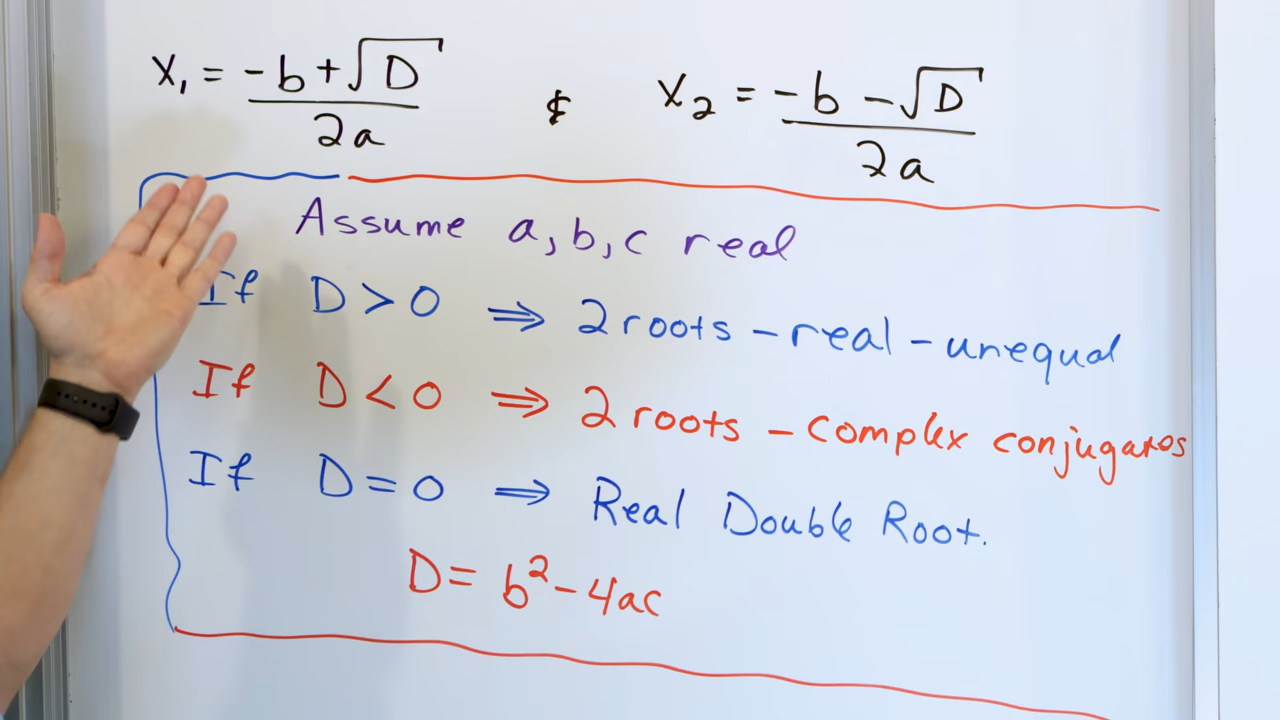 x₁ = -b+√D / 2a & x₂ = -b-√D / 2a
Assume a, b, c real
If D > 0 ⇒ 2 roots - real - unequal
If D < 0 ⇒ 2 roots - complex conjugates
If D = 0 ⇒ Real Double Root.
D = b² - 4ac